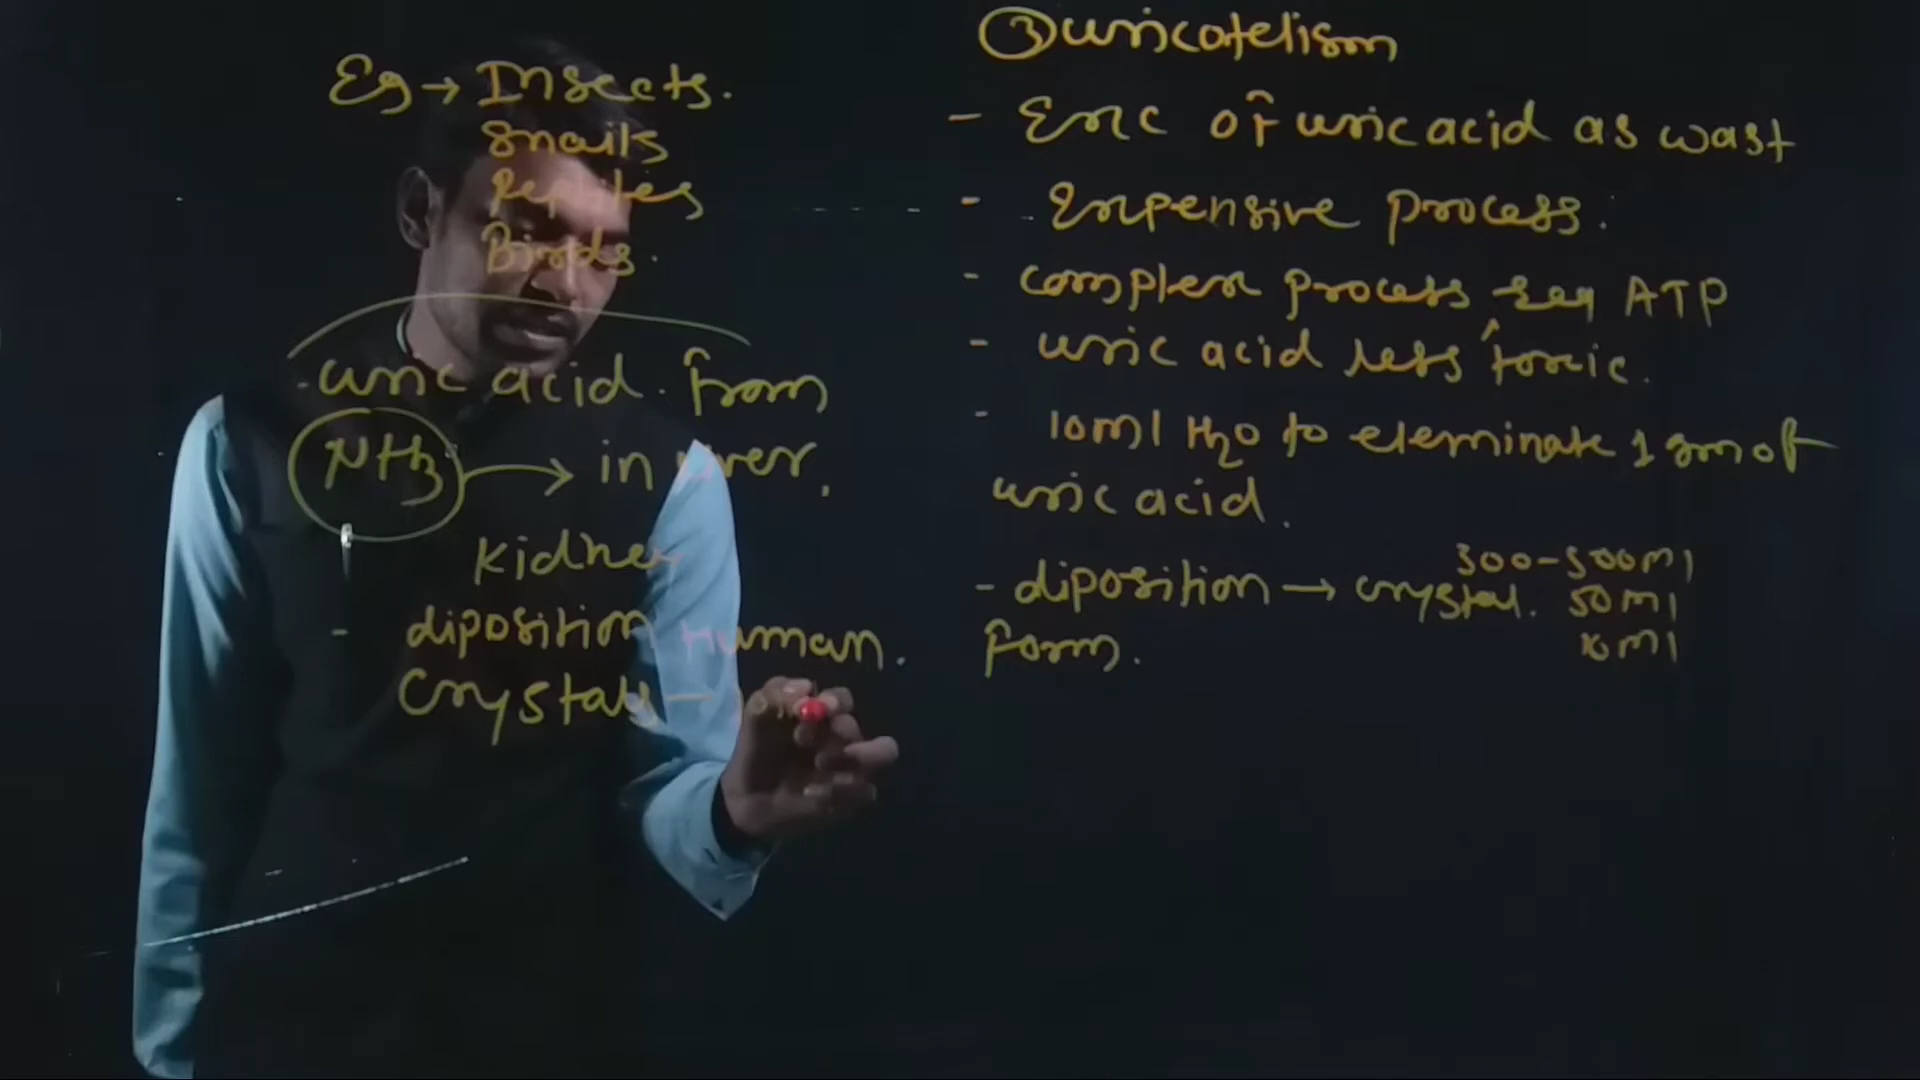 ③ uricotelism
- Exc of uric acid as wast
- Expensive process.
- complex process req ATP
- uric acid less toxic.
- 10ml H2O to eleminate 1 gm of
uric acid.
- diposition → crystal.
form.
300-500ml
50ml
10ml
Eg → Insects.
Snails
Reptiles
Birds.
- uric acid. from
NH3 → in liver.
Kidney
- diposition Human.
Crystals -